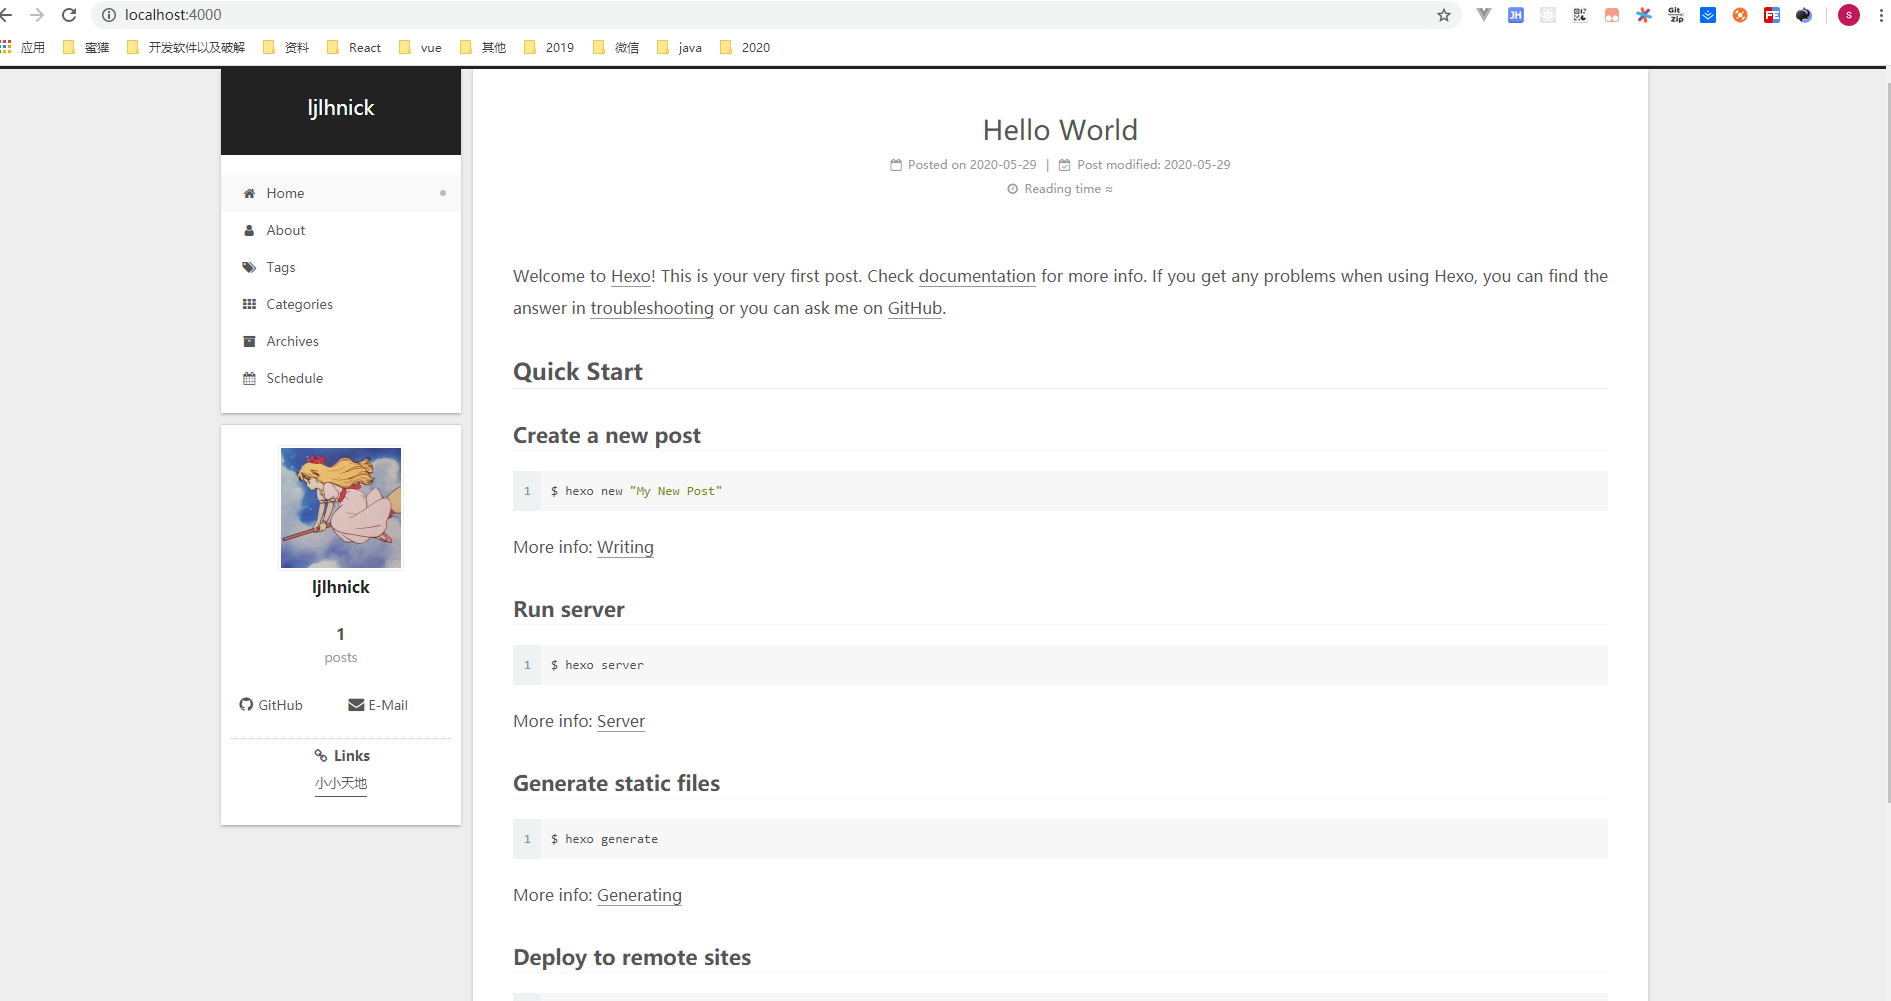 localhost:4000
JH
Git
Zip
FE
S
应用 蜜獾 开发软件以及破解 资料 React vue 其他 2019 微信 java 2020
ljlhnick
Home
About
Tags
Categories
Archives
Schedule
ljlhnick
1
posts
GitHub E-Mail
Links
小小天地
Hello World
Posted on 2020-05-29 | Post modified: 2020-05-29
Reading time ≈
Welcome to Hexo! This is your very first post. Check documentation for more info. If you get any problems when using Hexo, you can find the
answer in troubleshooting or you can ask me on GitHub.
Quick Start
Create a new post
1 $ hexo new "My New Post"
More info: Writing
Run server
1 $ hexo server
More info: Server
Generate static files
1 $ hexo generate
More info: Generating
Deploy to remote sites